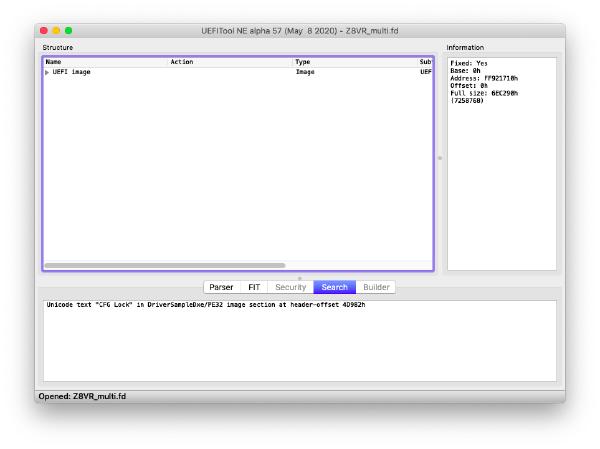 UEFITool NE alpha 57 (May 8 2020) - Z8VR_multi.fd
Structure
Information
Name Action Type Sub
UEFI image Image UEF
Fixed: Yes
Base: 0h
Address: FF921710h
Offset: 0h
Full size: 6EC290h
(7258768)
Parser FIT Security Search Builder
Unicode text "CFG Lock" in DriverSampleDxe/PE32 image section at header-offset 4D982h
Opened: Z8VR_multi.fd